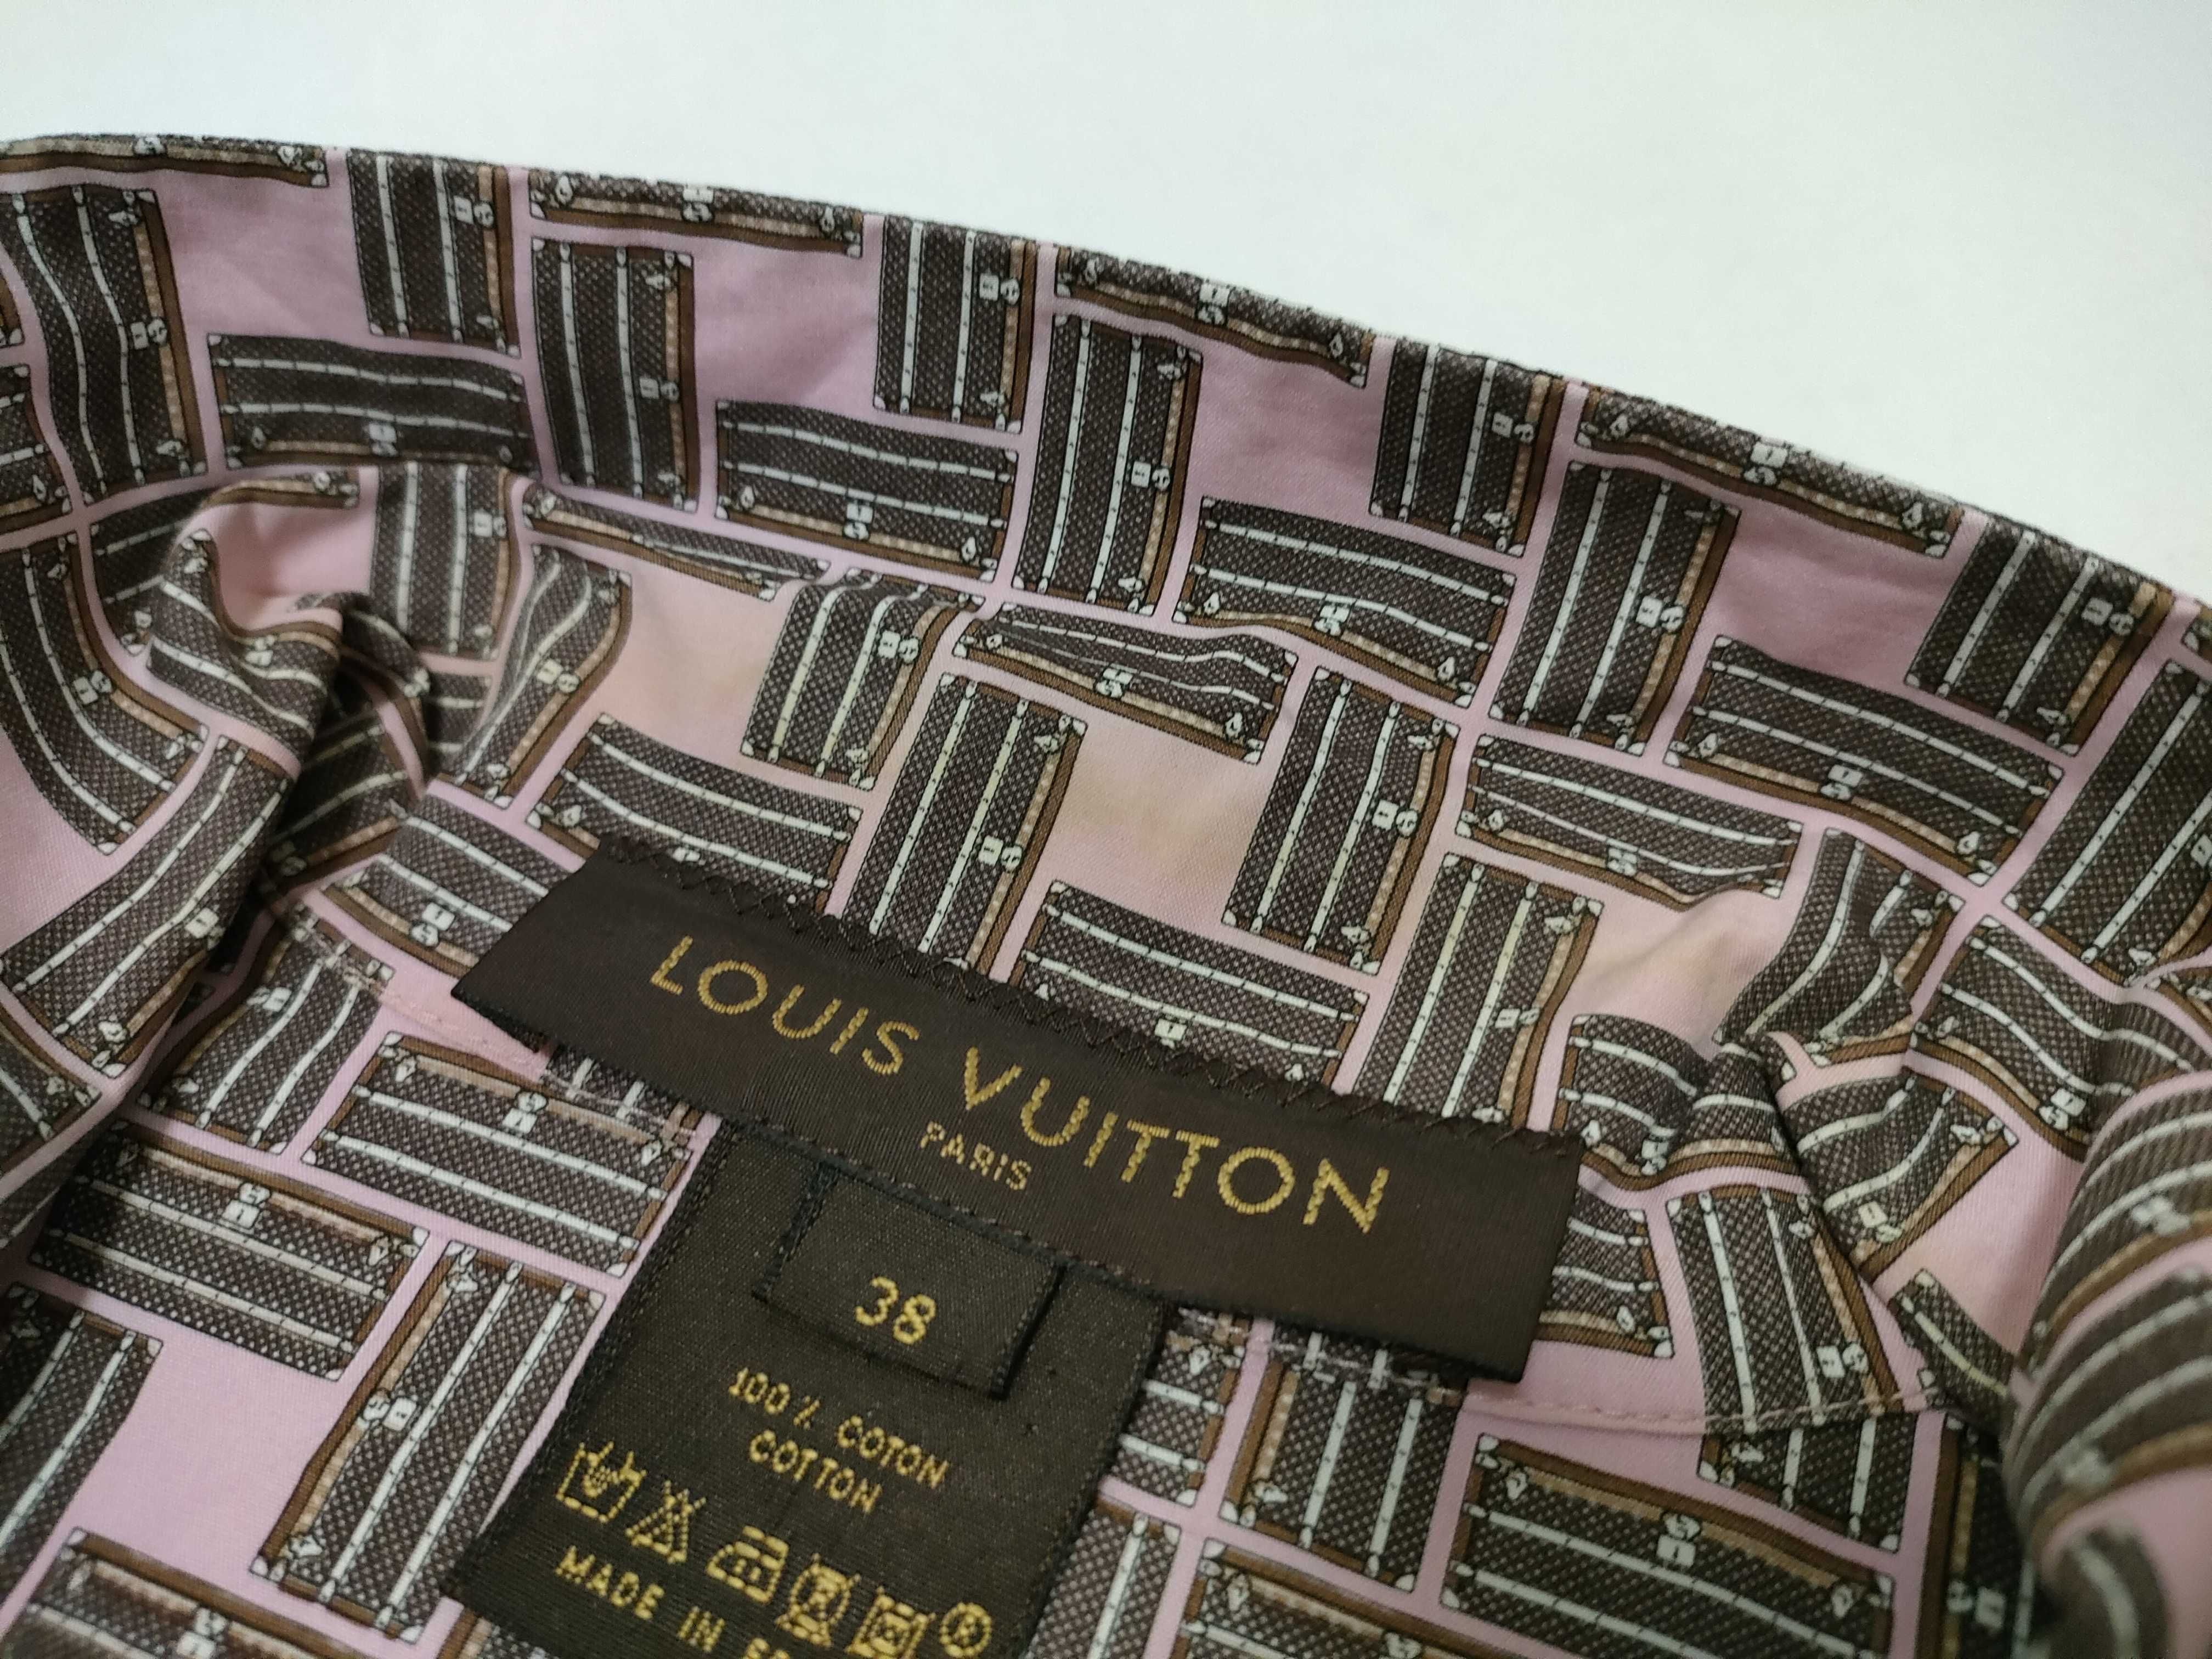 LOUIS VUITTON
PARIS
38
100% COTON
COTTON
MADE IN